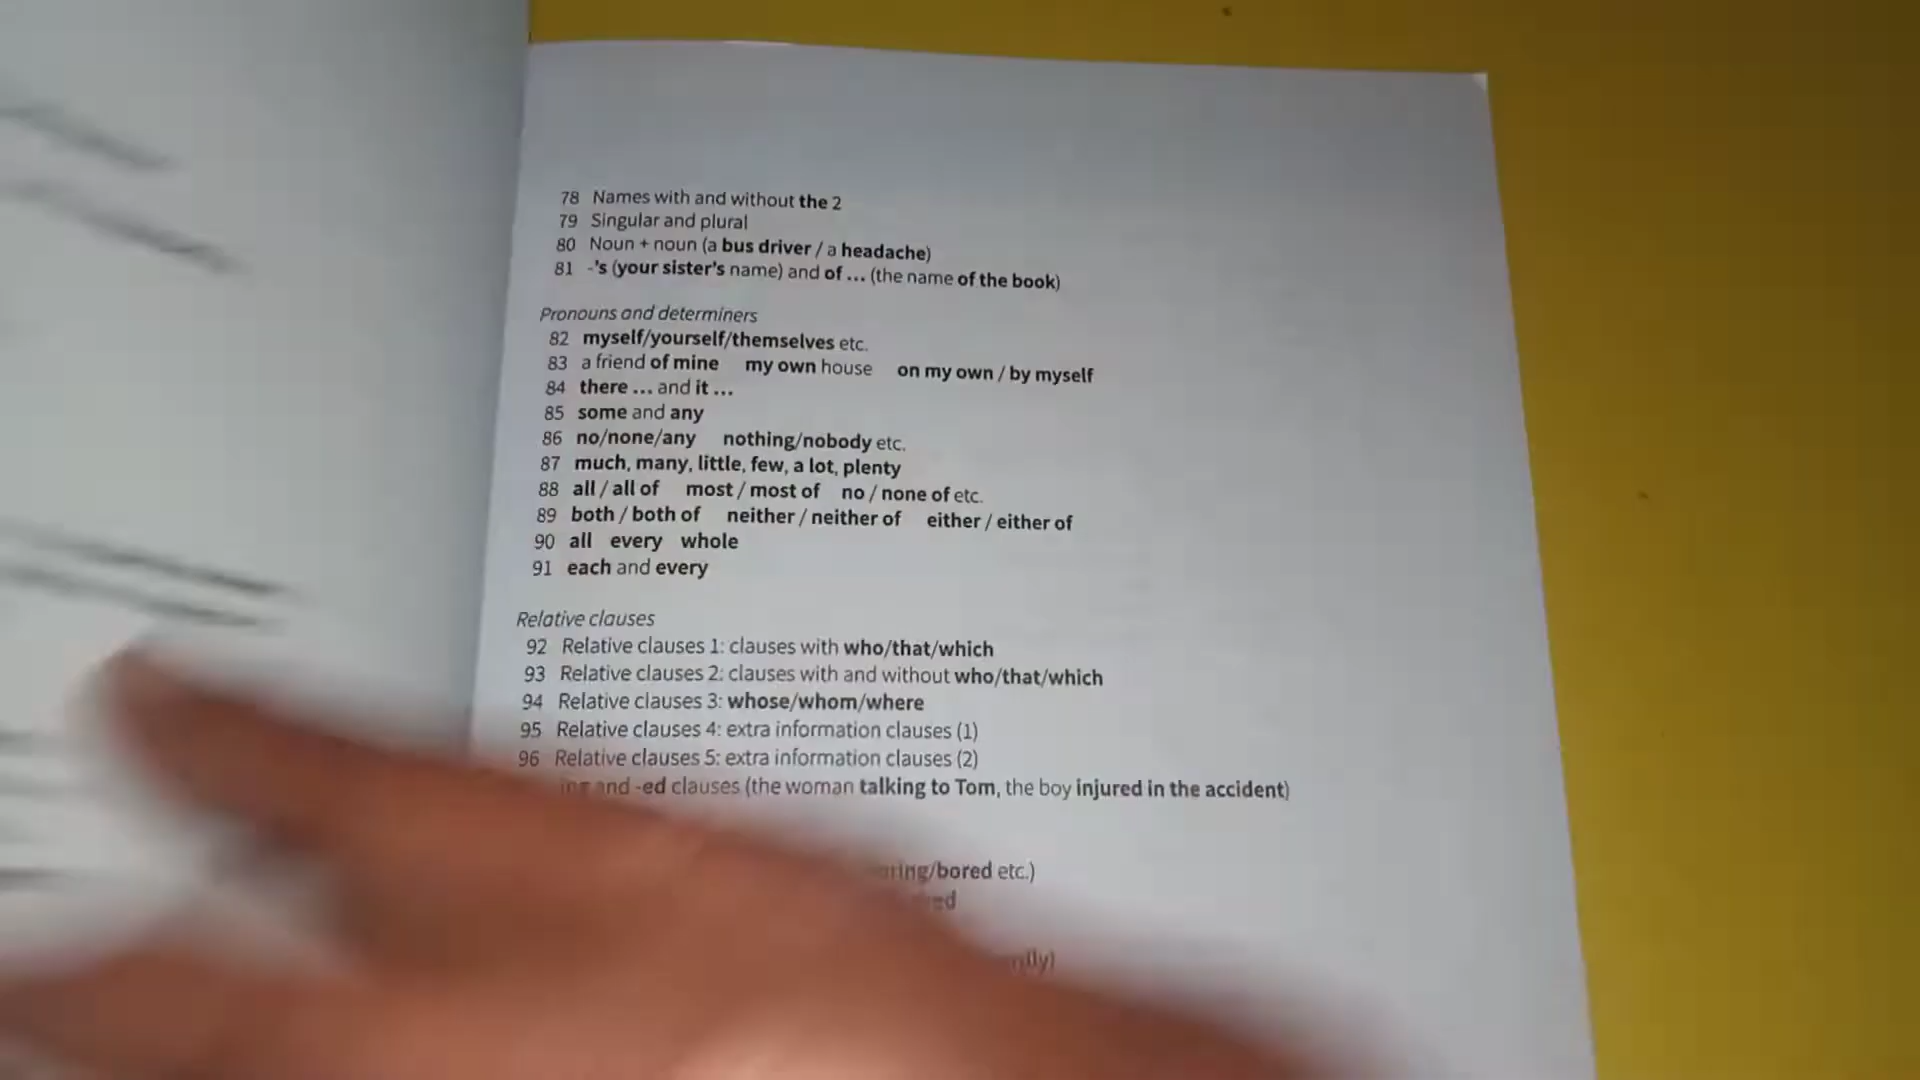 78 Names with and without the 2
79 Singular and plural
80 Noun + noun (a bus driver / a headache)
81 -'s (your sister's name) and of ... (the name of the book)
Pronouns and determiners
82 myself/yourself/themselves etc.
83 a friend of mine my own house on my own / by myself
84 there ... and it ...
85 some and any
86 no/none/any nothing/nobody etc.
87 much, many, little, few, a lot, plenty
88 all / all of most / most of no / none of etc.
89 both / both of neither / neither of either / either of
90 all every whole
91 each and every
Relative clauses
92 Relative clauses 1: clauses with who/that/which
93 Relative clauses 2: clauses with and without who/that/which
94 Relative clauses 3: whose/whom/where
95 Relative clauses 4: extra information clauses (1)
96 Relative clauses 5: extra information clauses (2)
and -ed clauses (the woman talking to Tom, the boy injured in the accident)
/bored etc.)